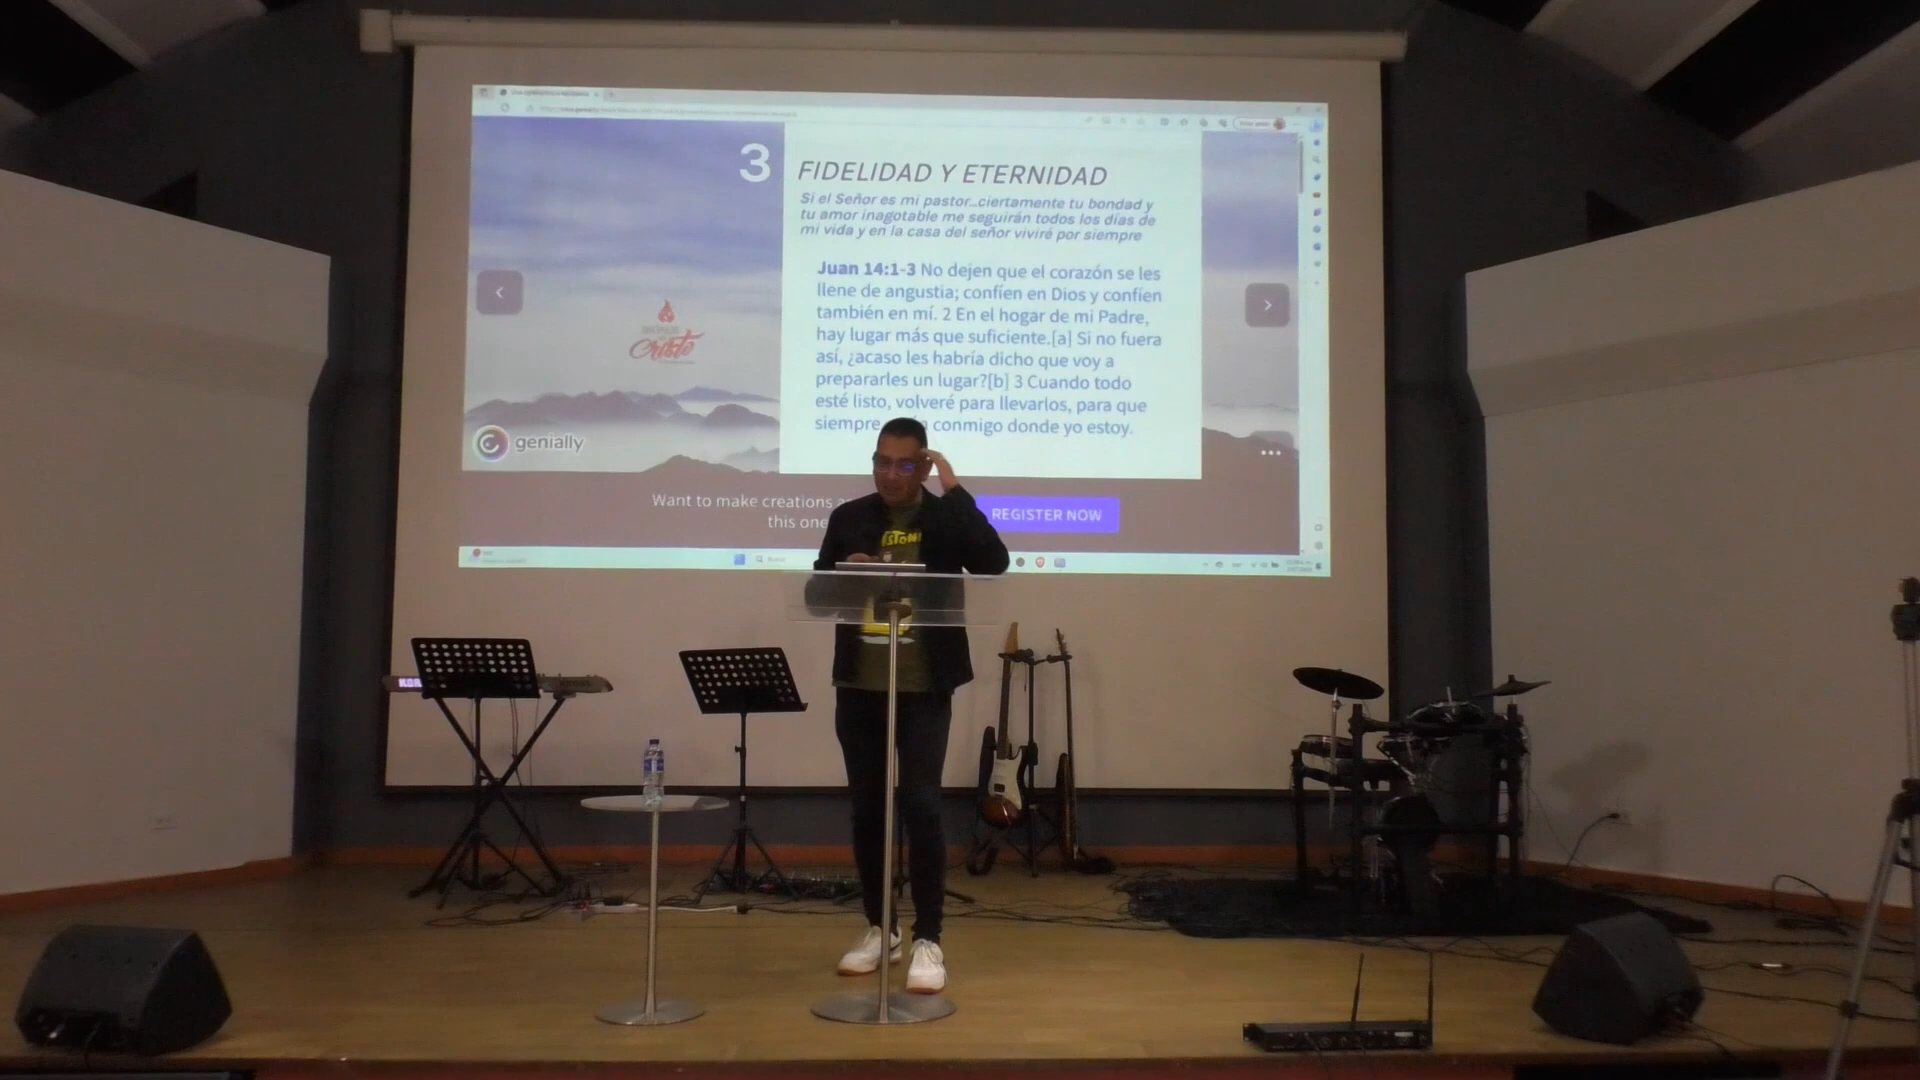 3
FIDELIDAD Y ETERNIDAD
Si el Señor es mi pastor...ciertamente tu bondad y
tu amor inagotable me seguirán todos los días de
mi vida y en la casa del señor viviré por siempre
Juan 14:1-3 No dejen que el corazón se les
llene de angustia; confíen en Dios y confíen
también en mí. 2 En el hogar de mi Padre,
hay lugar más que suficiente.[a] Si no fuera
así, ¿acaso les habría dicho que voy a
prepararles un lugar?[b] 3 Cuando todo
esté listo, volveré para llevarlos, para que
siempre conmigo donde yo estoy.
Cristo
genially
Want to make creations
this one
REGISTER NOW
Buscar